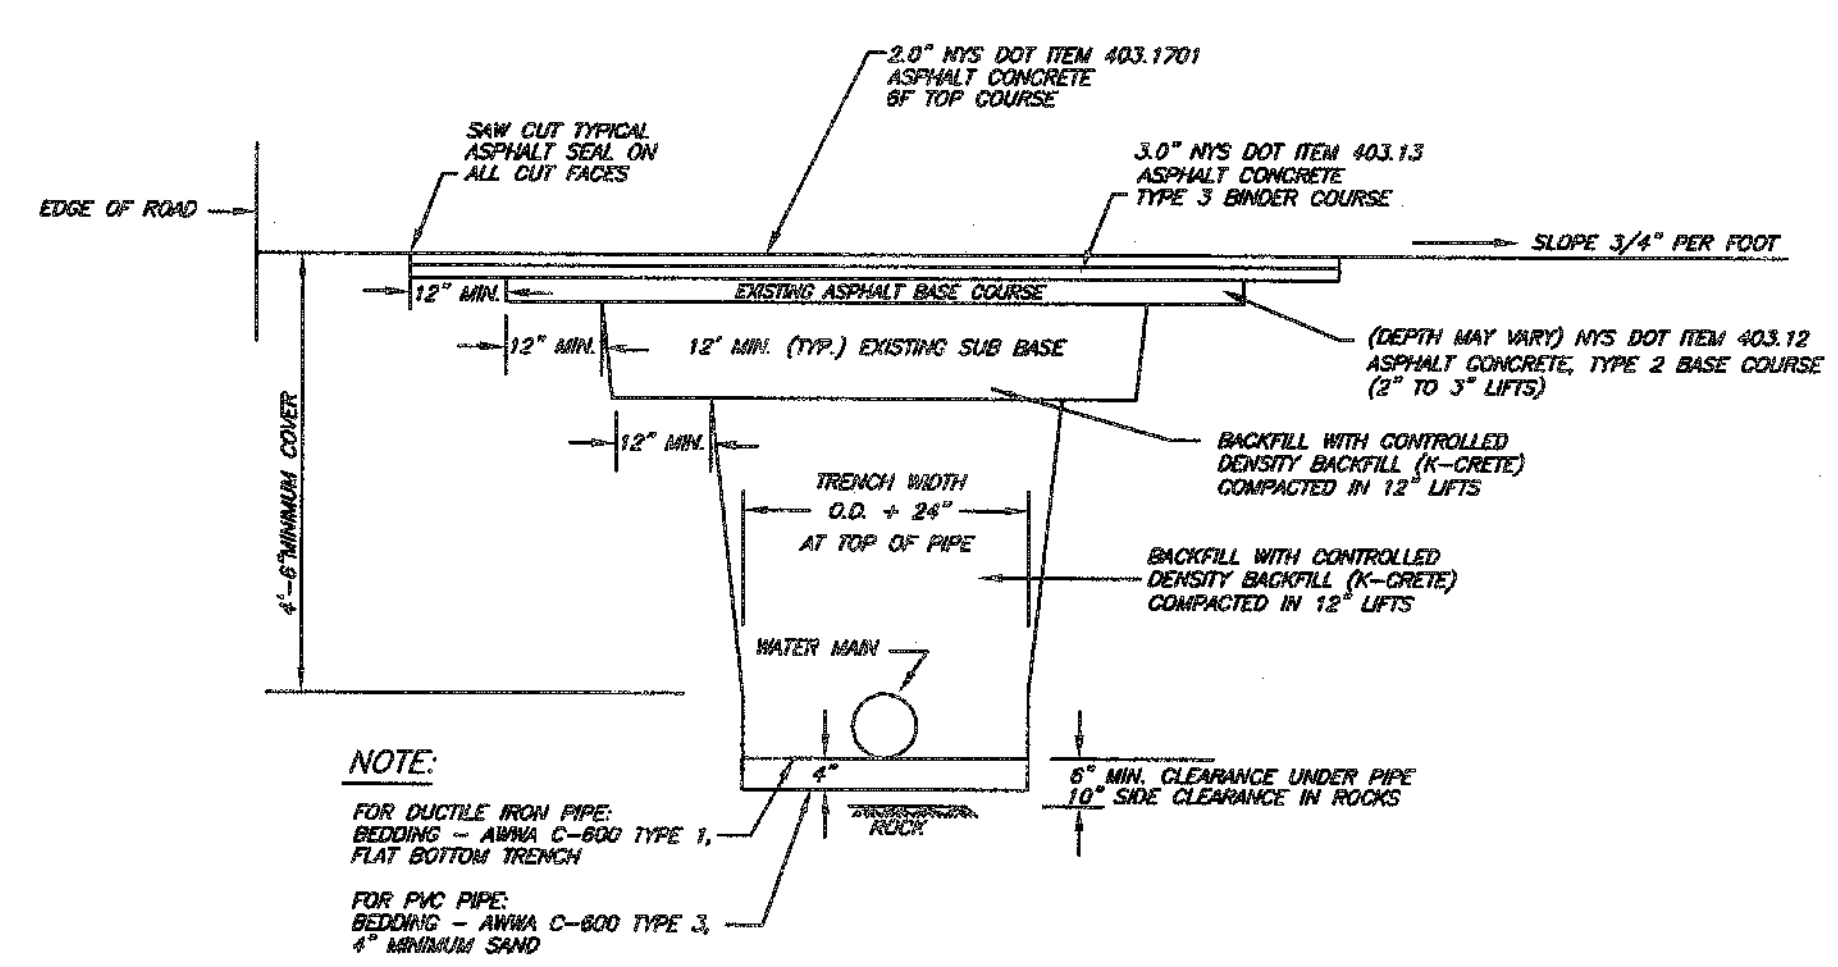 2.0" NYS DOT ITEM 403.1701
ASPHALT CONCRETE
6F TOP COURSE
SAW CUT TYPICAL
ASPHALT SEAL ON
ALL CUT FACES
3.0" NYS DOT ITEM 403.13
ASPHALT CONCRETE
TYPE 3 BINDER COURSE
EDGE OF ROAD
SLOPE 3/4" PER FOOT
12" MIN.
EXISTING ASPHALT BASE COURSE
(DEPTH MAY VARY) NYS DOT ITEM 403.12
ASPHALT CONCRETE, TYPE 2 BASE COURSE
(2" TO 3" LIFTS)
12" MIN.
12' MIN. (TYP.) EXISTING SUB BASE
4'-6" MINIMUM COVER
12" MIN.
BACKFILL WITH CONTROLLED
DENSITY BACKFILL (K-CRETE)
COMPACTED IN 12" LIFTS
TRENCH WIDTH
O.D. + 24"
AT TOP OF PIPE
BACKFILL WITH CONTROLLED
DENSITY BACKFILL (K-CRETE)
COMPACTED IN 12" LIFTS
WATER MAIN
4"
6" MIN. CLEARANCE UNDER PIPE
10" SIDE CLEARANCE IN ROCKS
ROCK
NOTE:
FOR DUCTILE IRON PIPE:
BEDDING - AWWA C-600 TYPE 1,
FLAT BOTTOM TRENCH
FOR PVC PIPE:
BEDDING - AWWA C-600 TYPE 3,
4" MINIMUM SAND